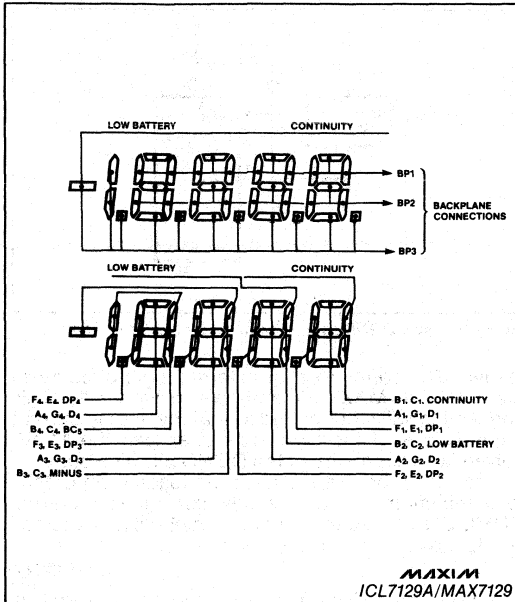 LOW BATTERY CONTINUITY
BP1
BP2
BACKPLANE
CONNECTIONS
BP3
LOW BATTERY CONTINUITY
F₄, E₄, DP₄
A₄, G₄, D₄
B₄, C₄, BC₅
F₃, E₃, DP₃
A₃, G₃, D₃
B₃, C₃, MINUS
B₁, C₁, CONTINUITY
A₁, G₁, D₁
F₁, E₁, DP₁
B₂, C₂, LOW BATTERY
A₂, G₂, D₂
F₂, E₂, DP₂
MAXIM
ICL7129A/MAX7129